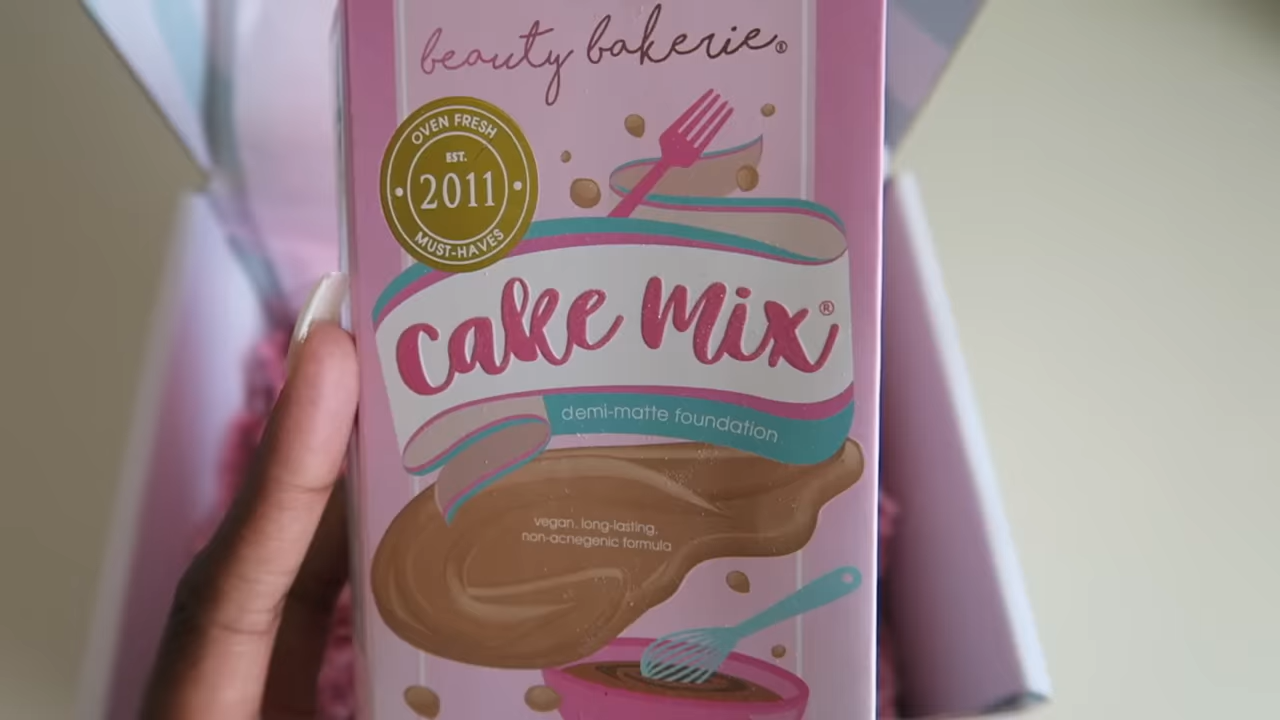 beauty bakerie®
OVEN FRESH
EST.
2011
MUST-HAVES
cake mix®
demi-matte foundation
vegan, long-lasting,
non-acnegenic formula